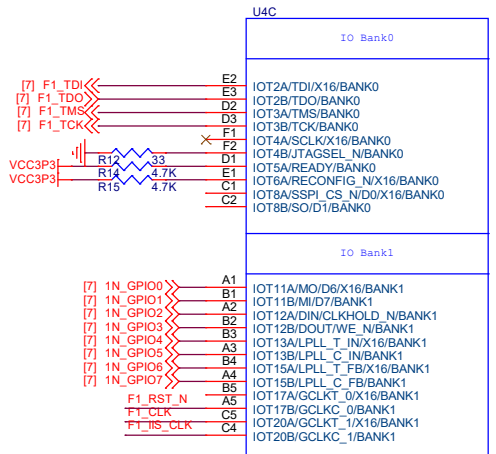 U4C
IO Bank0
[7] F1_TDI E2 IOT2A/TDI/X16/BANK0
[7] F1_TDO E3 IOT2B/TDO/BANK0
[7] F1_TMS D2 IOT3A/TMS/BANK0
[7] F1_TCK D3 IOT3B/TCK/BANK0
F1 IOT4A/SCLK/X16/BANK0
R12 33 F2 IOT4B/JTAGSEL_N/BANK0
VCC3P3 R14 4.7K D1 IOT5A/READY/BANK0
VCC3P3 R15 4.7K E1 IOT6A/RECONFIG_N/X16/BANK0
C1 IOT8A/SSPI_CS_N/D0/X16/BANK0
C2 IOT8B/SO/D1/BANK0
IO Bank1
[7] 1N_GPIO0 A1 IOT11A/MO/D6/X16/BANK1
[7] 1N_GPIO1 B1 IOT11B/MI/D7/BANK1
[7] 1N_GPIO2 A2 IOT12A/DIN/CLKHOLD_N/BANK1
[7] 1N_GPIO3 B2 IOT12B/DOUT/WE_N/BANK1
[7] 1N_GPIO4 B3 IOT13A/LPLL_T_IN/X16/BANK1
[7] 1N_GPIO5 A3 IOT13B/LPLL_C_IN/BANK1
[7] 1N_GPIO6 B4 IOT15A/LPLL_T_FB/X16/BANK1
[7] 1N_GPIO7 A4 IOT15B/LPLL_C_FB/BANK1
B5 IOT17A/GCLKT_0/X16/BANK1
F1_RST_N A5 IOT17B/GCLKC_0/BANK1
F1_CLK C5 IOT20A/GCLKT_1/X16/BANK1
F1_IIS_CLK C4 IOT20B/GCLKC_1/BANK1